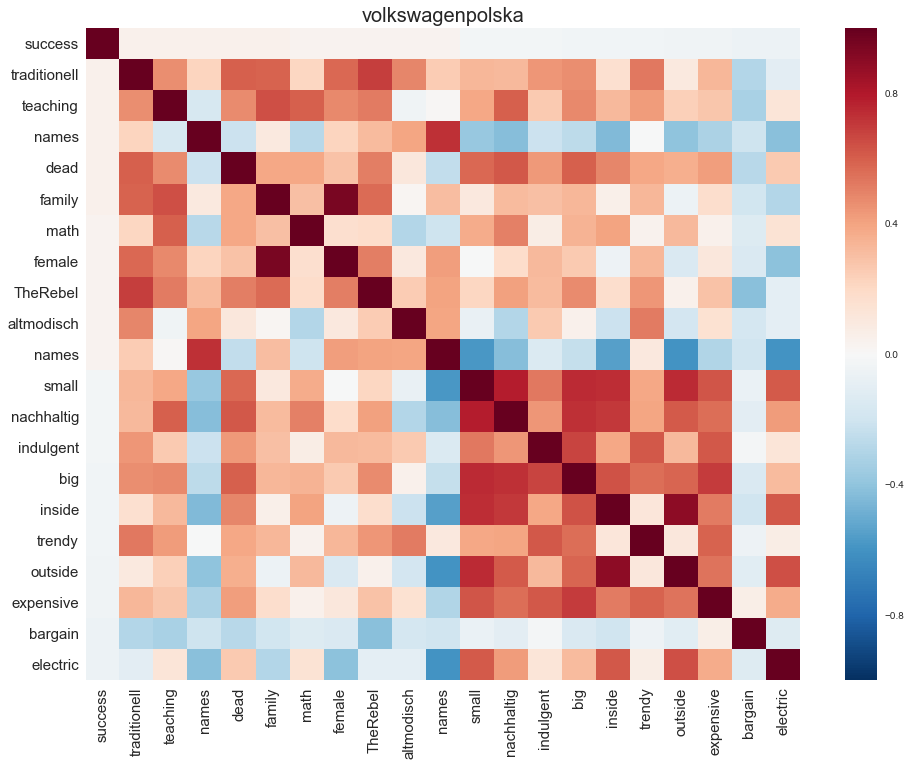 volkswagenpolska
success
traditionell
teaching
names
dead
family
math
female
TheRebel
altmodisch
names
small
nachhaltig
indulgent
big
inside
trendy
outside
expensive
bargain
electric
success
traditionell
teaching
names
dead
family
math
female
TheRebel
altmodisch
names
small
nachhaltig
indulgent
big
inside
trendy
outside
expensive
bargain
electric
0.8
0.4
0.0
−0.4
−0.8